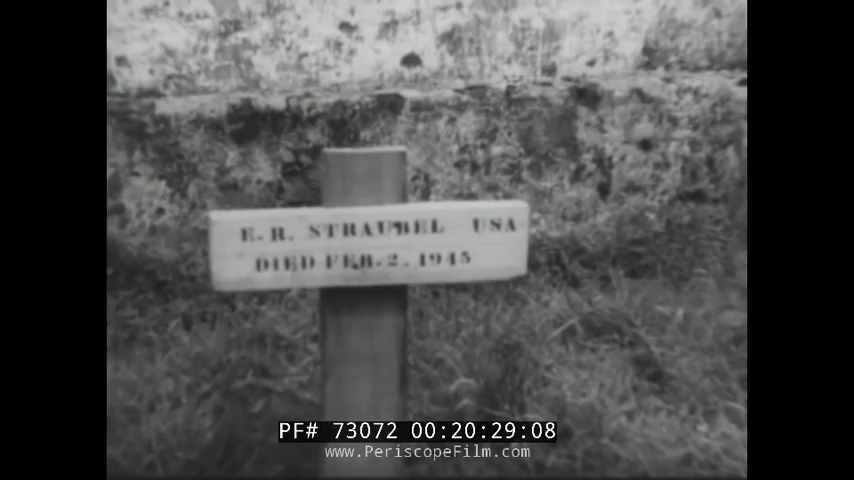 E. R. STRAUBEL USA
DIED FEB. 2, 1945
PF# 73072 00:20:29:08
www.PeriscopeFilm.com